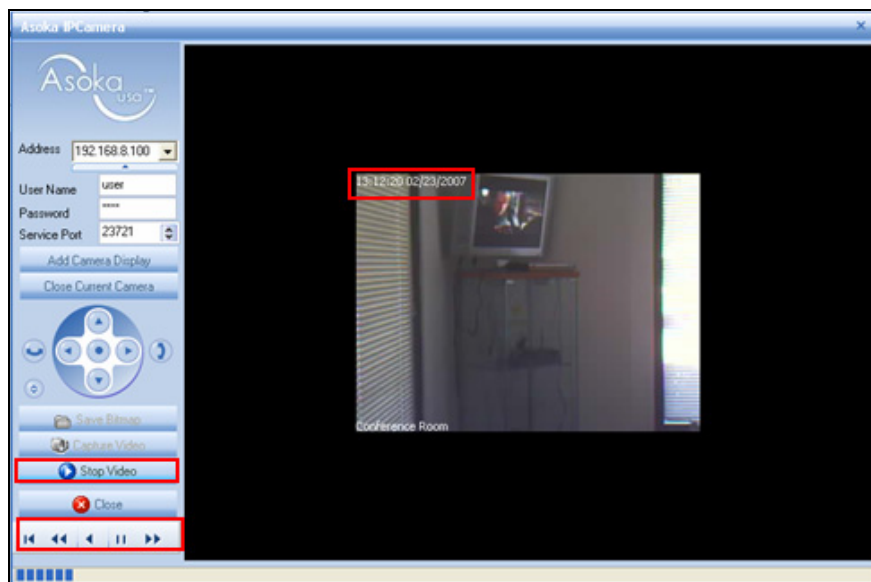 Asoka IPCamera
Asoka
usa™
Address 192.168.8.100
User Name user
Password ****
Service Port 23721
Add Camera Display
Close Current Camera
Save Bitmap
Capture Video
Stop Video
Close
13:12:20 02/23/2007
Conference Room